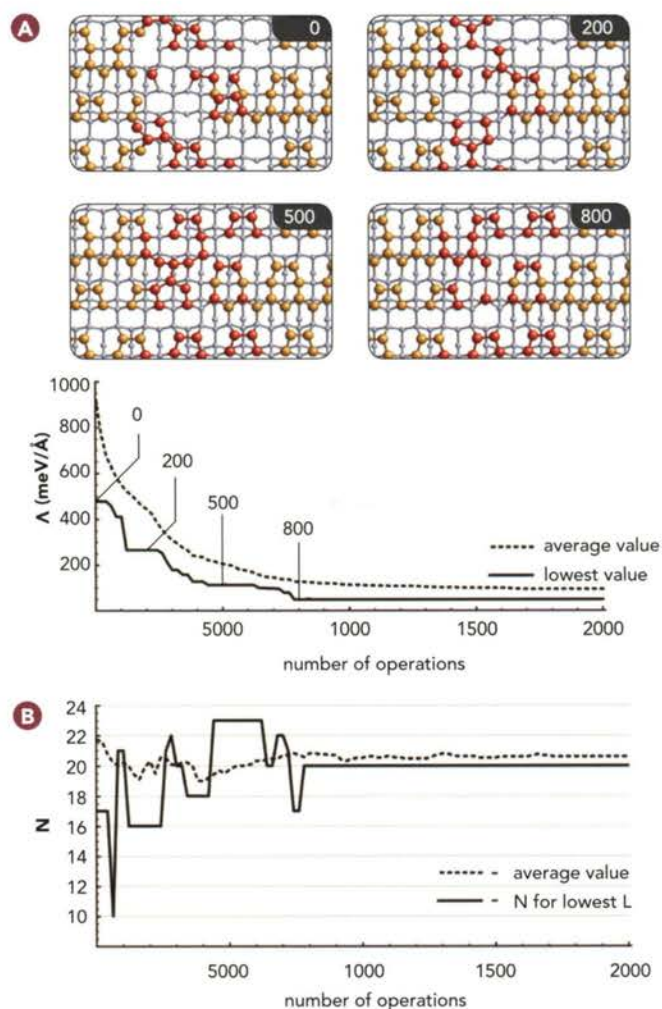 A
0
200
500
800
1000
800
600
400
200
Λ (meV/Å)
0
200
500
800
average value
lowest value
5000
1000
1500
2000
number of operations
B
24
22
20
18
16
14
12
10
N
average value
N for lowest L
5000
1000
1500
2000
number of operations